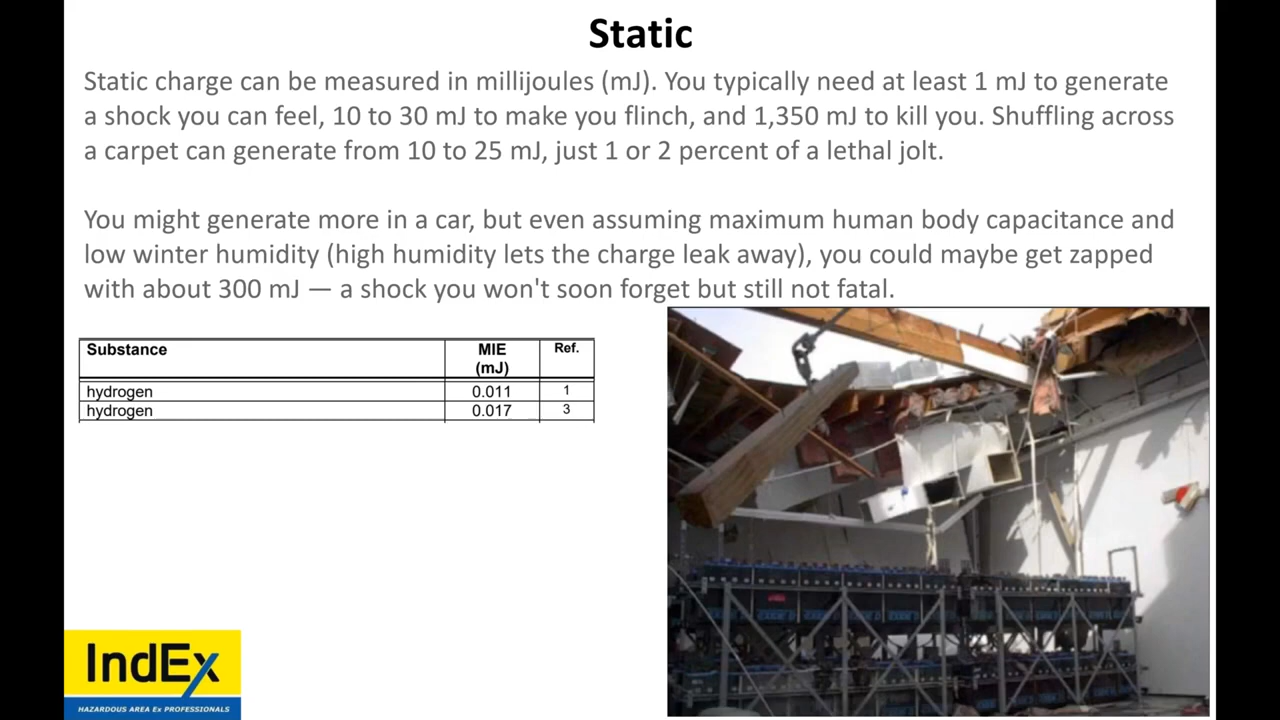 Static
Static charge can be measured in millijoules (mJ). You typically need at least 1 mJ to generate
a shock you can feel, 10 to 30 mJ to make you flinch, and 1,350 mJ to kill you. Shuffling across
a carpet can generate from 10 to 25 mJ, just 1 or 2 percent of a lethal jolt.
You might generate more in a car, but even assuming maximum human body capacitance and
low winter humidity (high humidity lets the charge leak away), you could maybe get zapped
with about 300 mJ — a shock you won't soon forget but still not fatal.
Substance MIE Ref.
(mJ)
hydrogen 0.011 1
hydrogen 0.017 3
IndEx
HAZARDOUS AREA Ex PROFESSIONALS